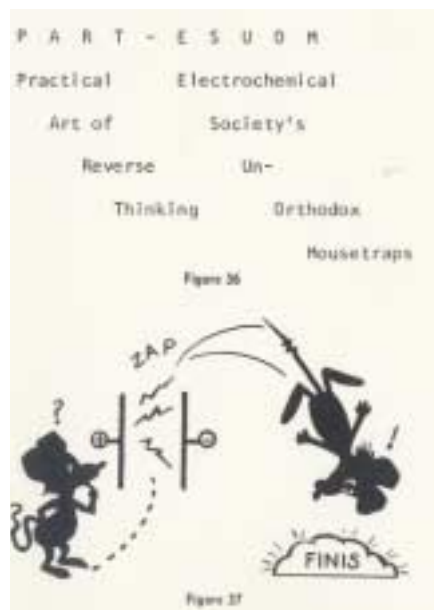 P A R T - E S U O M
Practical Electrochemical
Art of Society's
Reverse Un-
Thinking Orthodox
Mousetraps
Figure 36
ZAP
?
!
+ -
FINIS
Figure 37